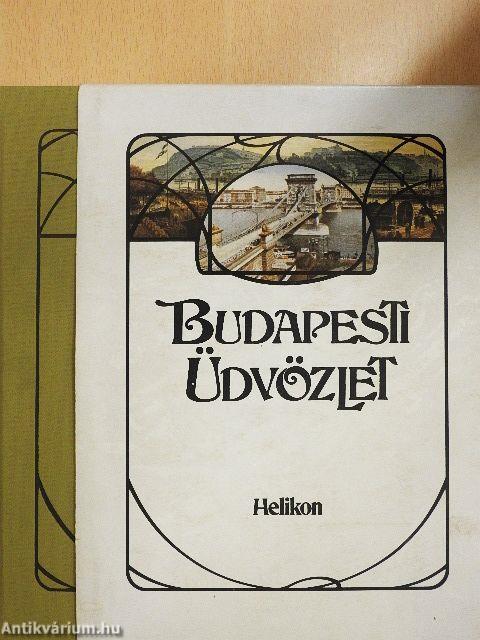 BUDAPESTI
ÜDVÖZLET
Helikon
Antikvárium.hu